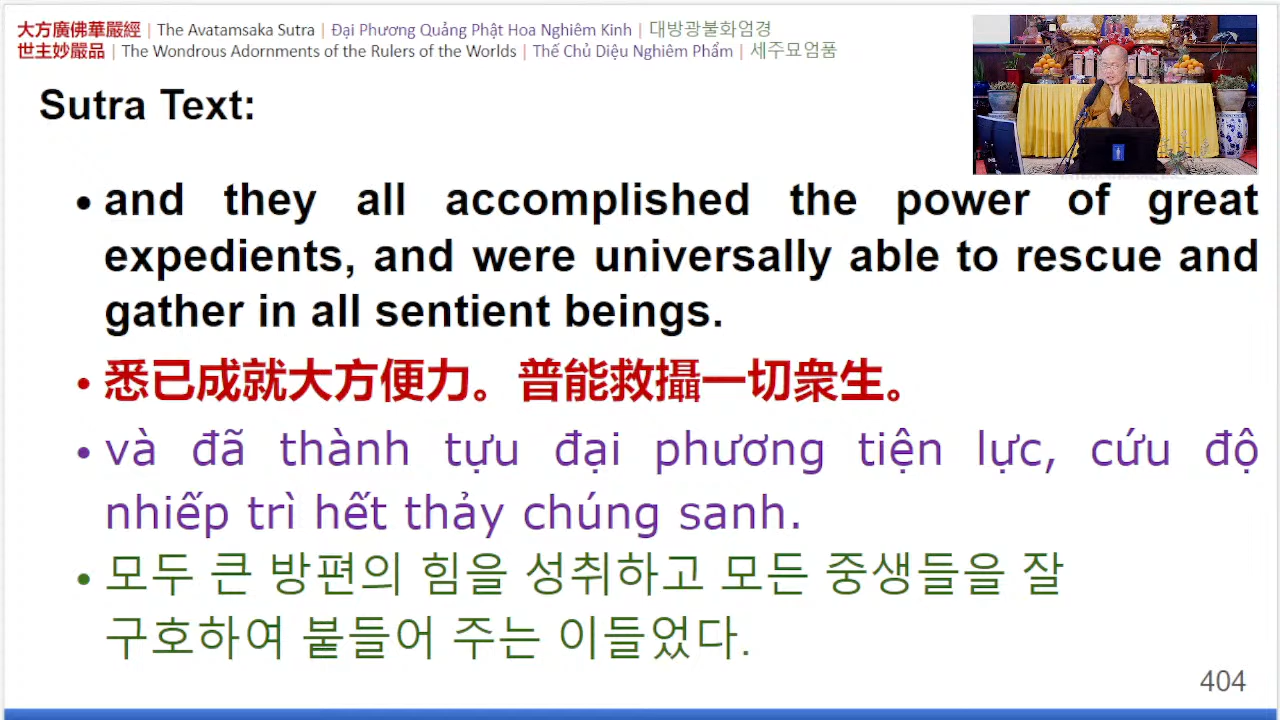 大方廣佛華嚴經 | The Avatamsaka Sutra | Đại Phương Quảng Phật Hoa Nghiêm Kinh | 대방광불화엄경
世主妙嚴品 | The Wondrous Adornments of the Rulers of the Worlds | Thế Chủ Diệu Nghiêm Phẩm | 세주묘엄품
Sutra Text:
• and they all accomplished the power of great
expedients, and were universally able to rescue and
gather in all sentient beings.
• 悉已成就大方便力。普能救攝一切衆生。
• và đã thành tựu đại phương tiện lực, cứu độ
nhiếp trì hết thảy chúng sanh.
• 모두 큰 방편의 힘을 성취하고 모든 중생들을 잘
구호하여 붙들어 주는 이들었다.
404